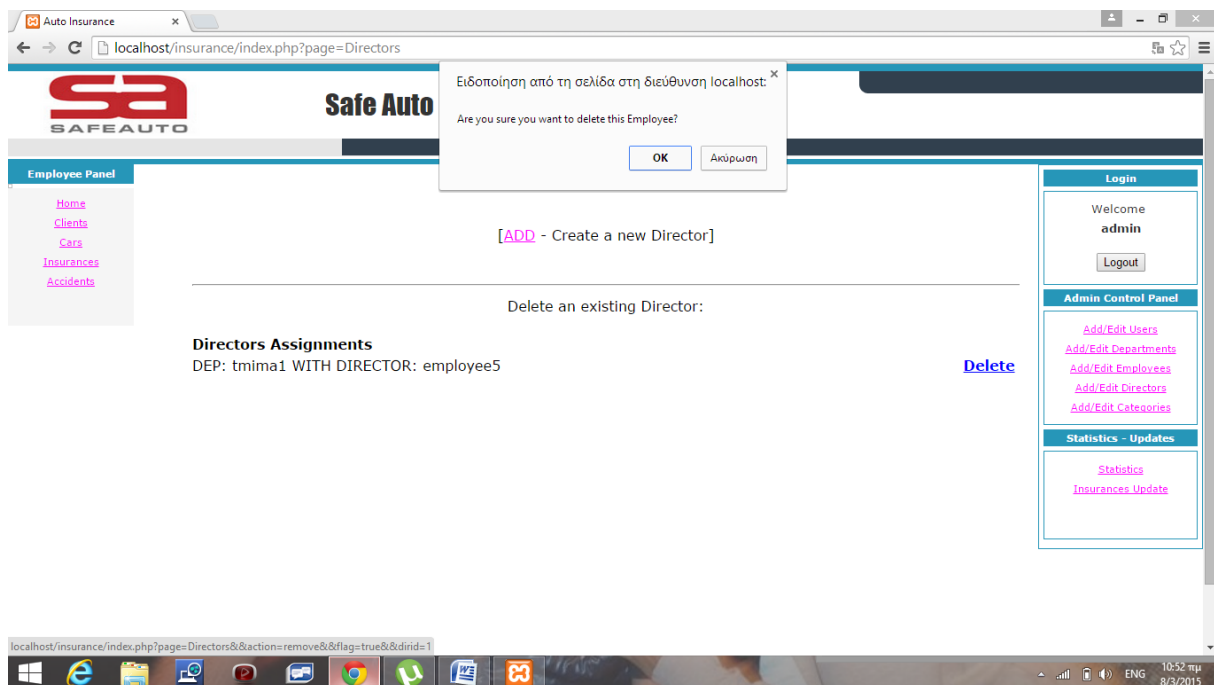 Auto Insurance
localhost/insurance/index.php?page=Directors
sa
SAFEAUTO
Safe Auto
Ειδοποίηση από τη σελίδα στη διεύθυνση localhost:
Are you sure you want to delete this Employee?
OK Ακύρωση
Employee Panel
Home
Clients
Cars
Insurances
Accidents
[ADD - Create a new Director]
Delete an existing Director:
Directors Assignments
DEP: tmima1 WITH DIRECTOR: employee5 Delete
Login
Welcome
admin
Logout
Admin Control Panel
Add/Edit Users
Add/Edit Departments
Add/Edit Employees
Add/Edit Directors
Add/Edit Categories
Statistics - Updates
Statistics
Insurances Update
localhost/insurance/index.php?page=Directors&&action=remove&&flag=true&&dirid=1
ENG
10:52 πμ
8/3/2015